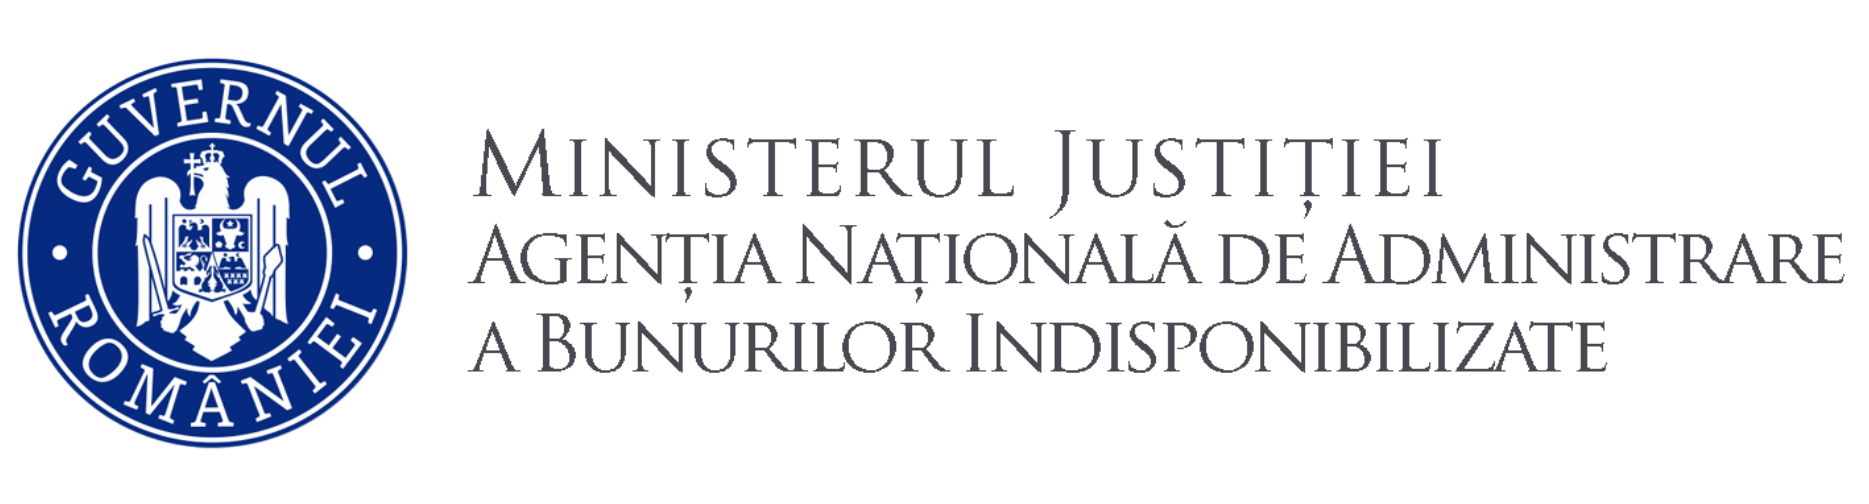 GUVERNUL
ROMÂNIEI
MINISTERUL JUSTIȚIEI
AGENȚIA NAȚIONALĂ DE ADMINISTRARE
A BUNURILOR INDISPONIBILIZATE